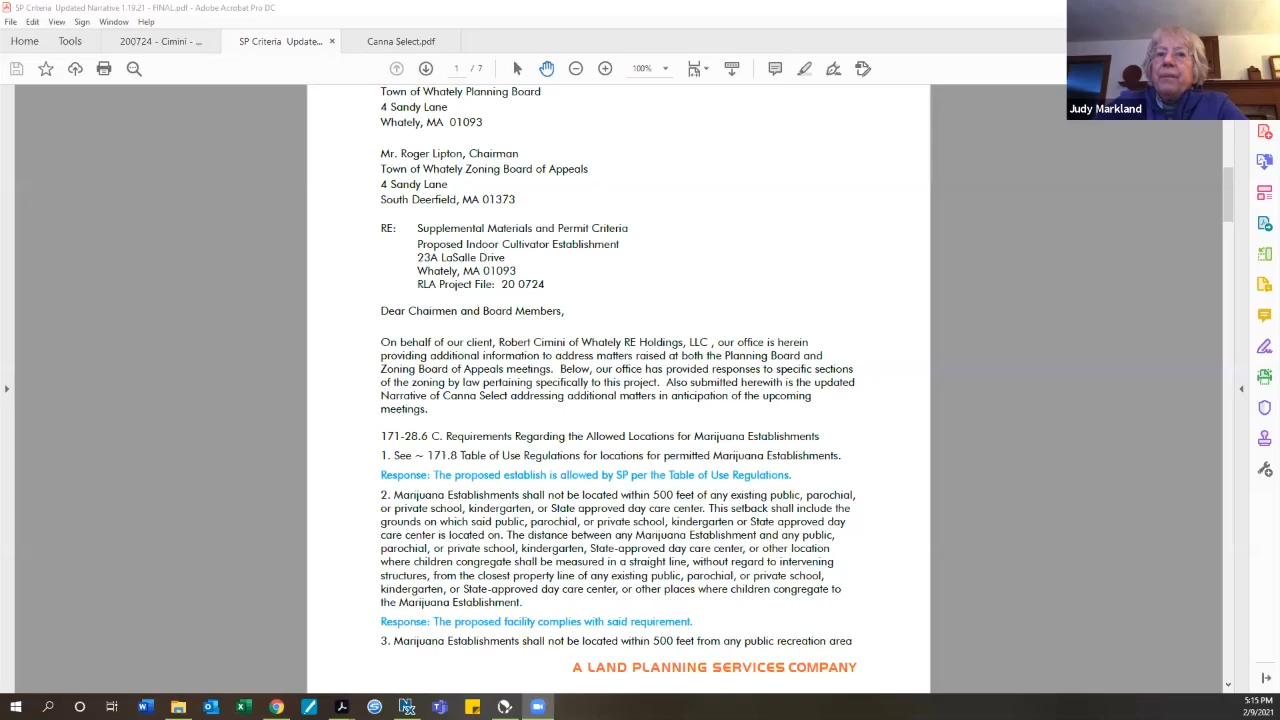 SP Criteria  Updated Narrative 1.19.21 - FINAL.pdf - Adobe Acrobat Pro DC
File Edit View Sign Window Help
Home Tools 200724 - Cimini - ... SP Criteria Update... × Canna Select.pdf
1 / 7 100%
Judy Markland
Town of Whately Planning Board
4 Sandy Lane
Whately, MA  01093
Mr. Roger Lipton, Chairman
Town of Whately Zoning Board of Appeals
4 Sandy Lane
South Deerfield, MA 01373
RE: Supplemental Materials and Permit Criteria
Proposed Indoor Cultivator Establishment
23A LaSalle Drive
Whately, MA 01093
RLA Project File:  20 0724
Dear Chairmen and Board Members,
On behalf of our client, Robert Cimini of Whately RE Holdings, LLC , our office is herein
providing additional information to address matters raised at both the Planning Board and
Zoning Board of Appeals meetings.  Below, our office has provided responses to specific sections
of the zoning by law pertaining specifically to this project.  Also submitted herewith is the updated
Narrative of Canna Select addressing additional matters in anticipation of the upcoming
meetings.
171-28.6 C. Requirements Regarding the Allowed Locations for Marijuana Establishments
1. See ~ 171.8 Table of Use Regulations for locations for permitted Marijuana Establishments.
Response: The proposed establish is allowed by SP per the Table of Use Regulations.
2. Marijuana Establishments shall not be located within 500 feet of any existing public, parochial,
or private school, kindergarten, or State approved day care center. This setback shall include the
grounds on which said public, parochial, or private school, kindergarten or State approved day
care center is located on. The distance between any Marijuana Establishment and any public,
parochial, or private school, kindergarten, State-approved day care center, or other location
where children congregate shall be measured in a straight line, without regard to intervening
structures, from the closest property line of any existing public, parochial, or private school,
kindergarten, or State-approved day care center, or other places where children congregate to
the Marijuana Establishment.
Response: The proposed facility complies with said requirement.
3. Marijuana Establishments shall not be located within 500 feet from any public recreation area
A LAND PLANNING SERVICES COMPANY
5:15 PM
2/9/2021